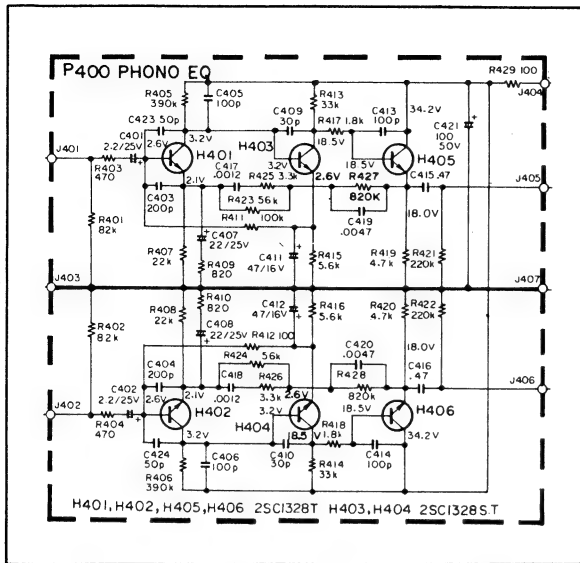 P400 PHONO EQ
R429 100
J404
R405
390k
C405
100p
R413
33k
C423 50p
C409
30p
R417 1.8k
C413
100p
34.2V
C421
100
50V
C401
2.2/25V
2.6V
3.2V
H403
18.5V
J401
H401
3.2V
2.6V
18.5V
H405
R403
470
C417
.0012
R425 3.3k
R427
820K
C415 .47
J405
2.1V
C403
200p
R423 56k
R411
100k
C419
.0047
18.0V
R401
82k
C407
22/25V
R407
22k
R409
820
C411
47/16V
R415
5.6k
R419
4.7k
R421
220k
J403
J407
R408
22k
R410
820
C412
47/16V
R416
5.6k
R420
4.7k
R422
220k
R402
82k
C408
22/25V
R412 100
18.0V
R424
56k
C420
.0047
C404
200p
C416
.47
C402
2.2/25V
2.6V
2.1V
C418
.0012
R426
3.3k
2.6V
R428
820k
J406
J402
H402
3.2V
18.5V
H406
R404
470
H404
3.2V
18.5 V
R418
1.8k
34.2V
C424
50p
C406
100p
C410
30p
R414
33k
C414
100p
R406
390k
H401, H402, H405, H406 2SC1328T H403, H404 2SC1328S.T